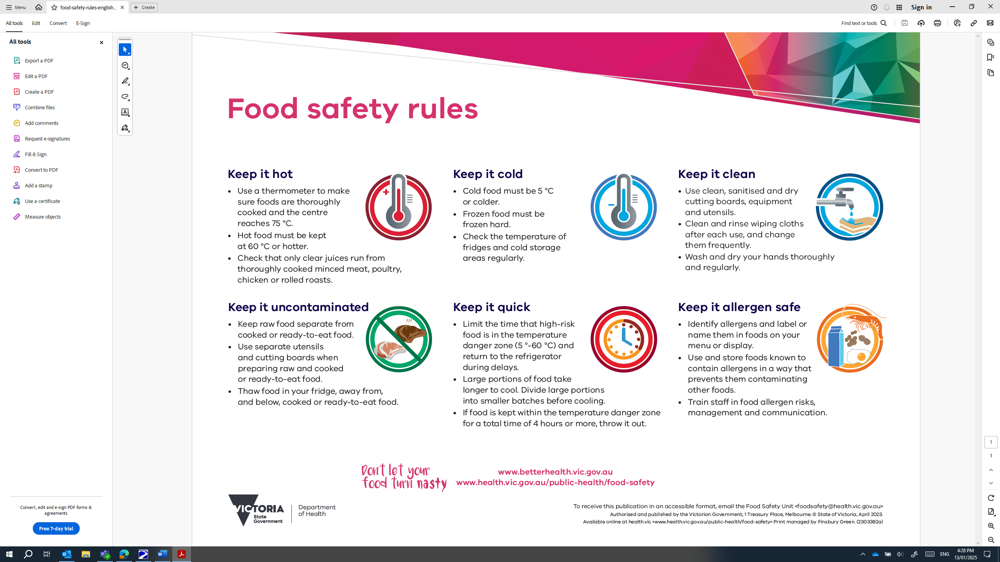 Menu
food-safety-rules-english...
Create
Sign in
All tools
Edit
Convert
E-Sign
Find text or tools
All tools
Export a PDF
Edit a PDF
Create a PDF
Combine files
Add comments
Request e-signatures
Fill & Sign
Convert to PDF
Add a stamp
Use a certificate
Measure objects
Convert, edit and e-sign PDF forms &
agreements
Free 7-day trial
Food safety rules
Keep it hot
• Use a thermometer to make
sure foods are thoroughly
cooked and the centre
reaches 75 °C.
• Hot food must be kept
at 60 °C or hotter.
• Check that only clear juices run from
thoroughly cooked minced meat, poultry,
chicken or rolled roasts.
Keep it cold
• Cold food must be 5 °C
or colder.
• Frozen food must be
frozen hard.
• Check the temperature of
fridges and cold storage
areas regularly.
Keep it clean
• Use clean, sanitised and dry
cutting boards, equipment
and utensils.
• Clean and rinse wiping cloths
after each use, and change
them frequently.
• Wash and dry your hands thoroughly
and regularly.
Keep it uncontaminated
• Keep raw food separate from
cooked or ready-to-eat food.
• Use separate utensils
and cutting boards when
preparing raw and cooked
or ready-to-eat food.
• Thaw food in your fridge, away from,
and below, cooked or ready-to-eat food.
Keep it quick
• Limit the time that high-risk
food is in the temperature
danger zone (5 °-60 °C) and
return to the refrigerator
during delays.
• Large portions of food take
longer to cool. Divide large portions
into smaller batches before cooling.
• If food is kept within the temperature danger zone
for a total time of 4 hours or more, throw it out.
Keep it allergen safe
• Identify allergens and label or
name them in foods on your
menu or display.
• Use and store foods known to
contain allergens in a way that
prevents them contaminating
other foods.
• Train staff in food allergen risks,
management and communication.
Don't let your
food turn nasty
www.betterhealth.vic.gov.au
www.health.vic.gov.au/public-health/food-safety
VICTORIA
State
Government
Department
of Health
To receive this publication in an accessible format, email the Food Safety Unit <foodsafety@health.vic.gov.au>
Authorised and published by the Victorian Government, 1 Treasury Place, Melbourne. © State of Victoria, April 2023.
Available online at health.vic <www.health.vic.gov.au/public-health/food-safety> Print managed by Finsbury Green. (2303382a)
1
1
PATHWAY
ENG
4:28 PM
13/01/2025